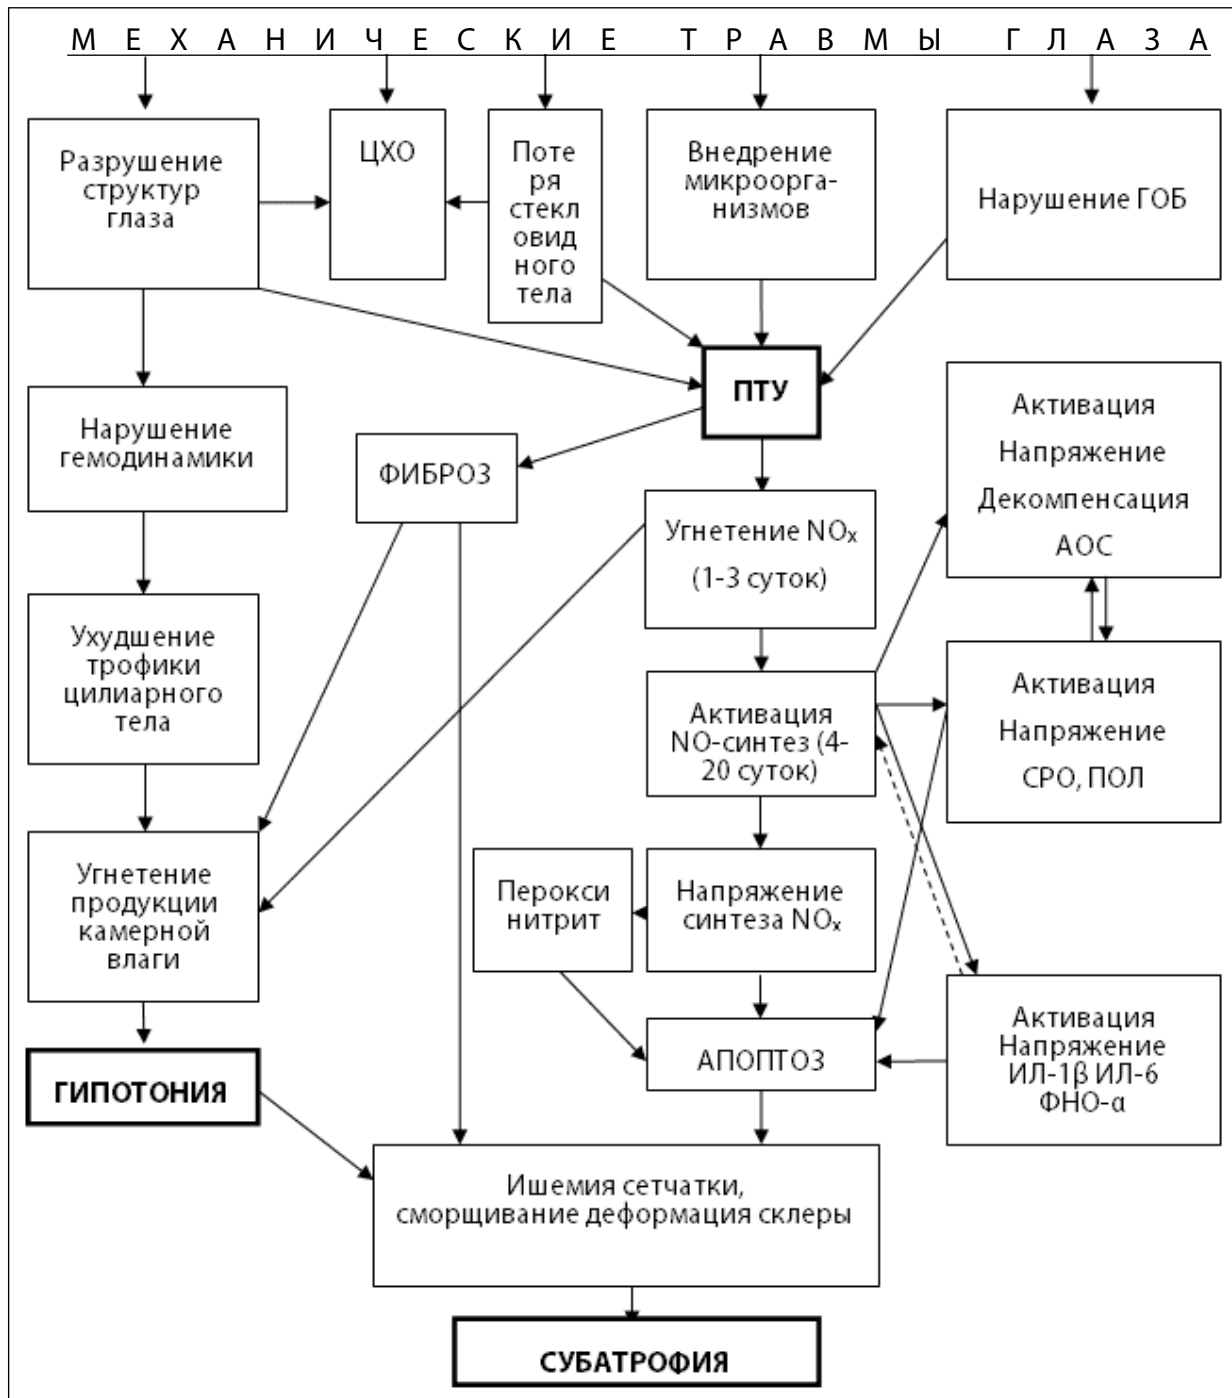 МЕХАНИЧЕСКИЕ ТРАВМЫ ГЛАЗА
Разрушение
структур
глаза
ЦХО
Поте
ря
стекл
овид
ного
тела
Внедрение
микроорга-
низмов
Нарушение ГОБ
ПТУ
Нарушение
гемодинамики
ФИБРОЗ
Активация
Напряжение
Декомпенсация
АОС
Угнетение NOₓ
(1-3 суток)
Ухудшение
трофики
цилиарного
тела
Активация
NO-синтез (4-
20 суток)
Активация
Напряжение
СРО, ПОЛ
Угнетение
продукции
камерной
влаги
Перокси
нитрит
Напряжение
синтеза NOₓ
Активация
Напряжение
ИЛ-1β ИЛ-6
ФНО-α
АПОПТОЗ
ГИПОТОНИЯ
Ишемия сетчатки,
сморщивание деформация склеры
СУБАТРОФИЯ